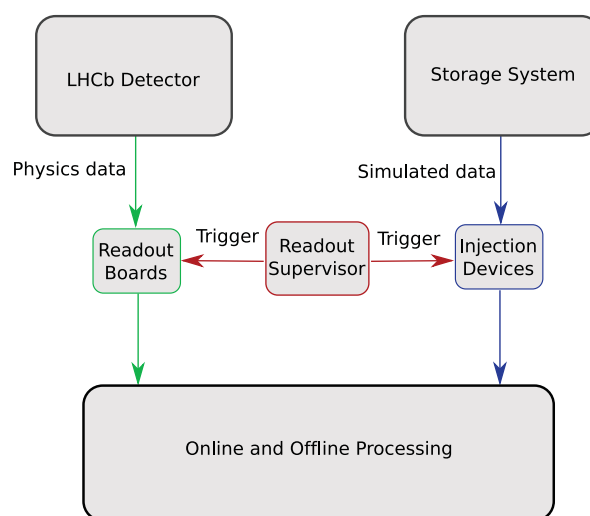 LHCb Detector
Storage System
Physics data
Simulated data
Trigger
Trigger
Readout
Boards
Readout
Supervisor
Injection
Devices
Online and Offline Processing